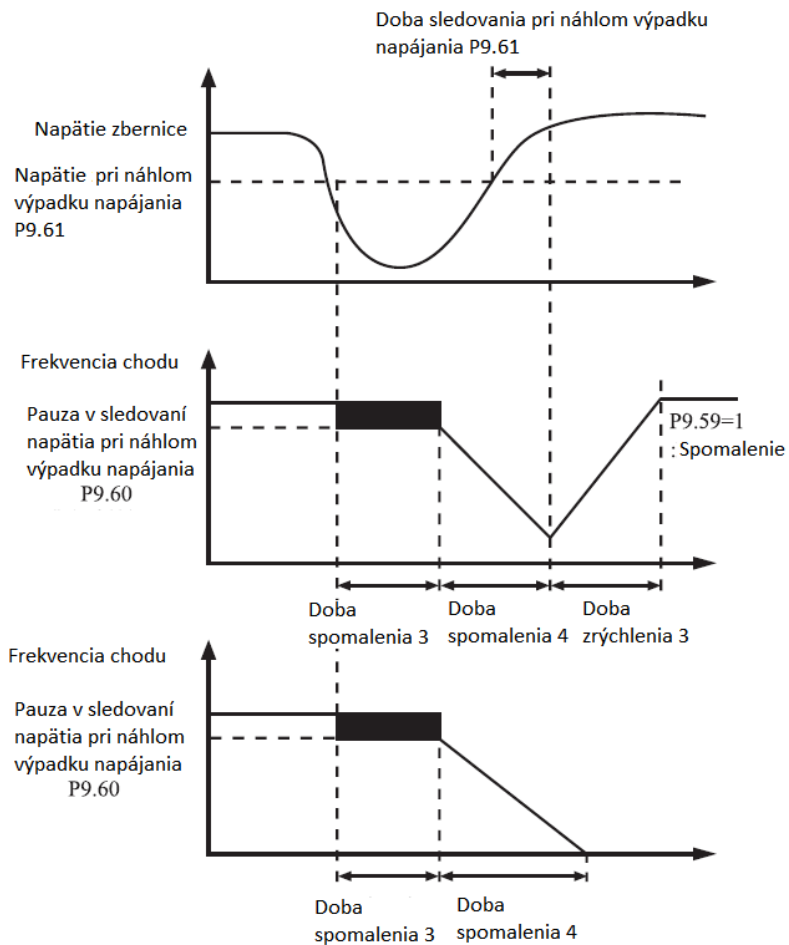 Doba sledovania pri náhlom výpadku
napájania P9.61
Napätie zbernice
Napätie pri náhlom
výpadku napájania
P9.61
Frekvencia chodu
Pauza v sledovaní
napätia pri náhlom
výpadku napájania
P9.60
P9.59=1
: Spomalenie
Doba
spomalenia 3
Doba
spomalenia 4
Doba
zrýchlenia 3
Frekvencia chodu
Pauza v sledovaní
napätia pri náhlom
výpadku napájania
P9.60
Doba
spomalenia 3
Doba
spomalenia 4